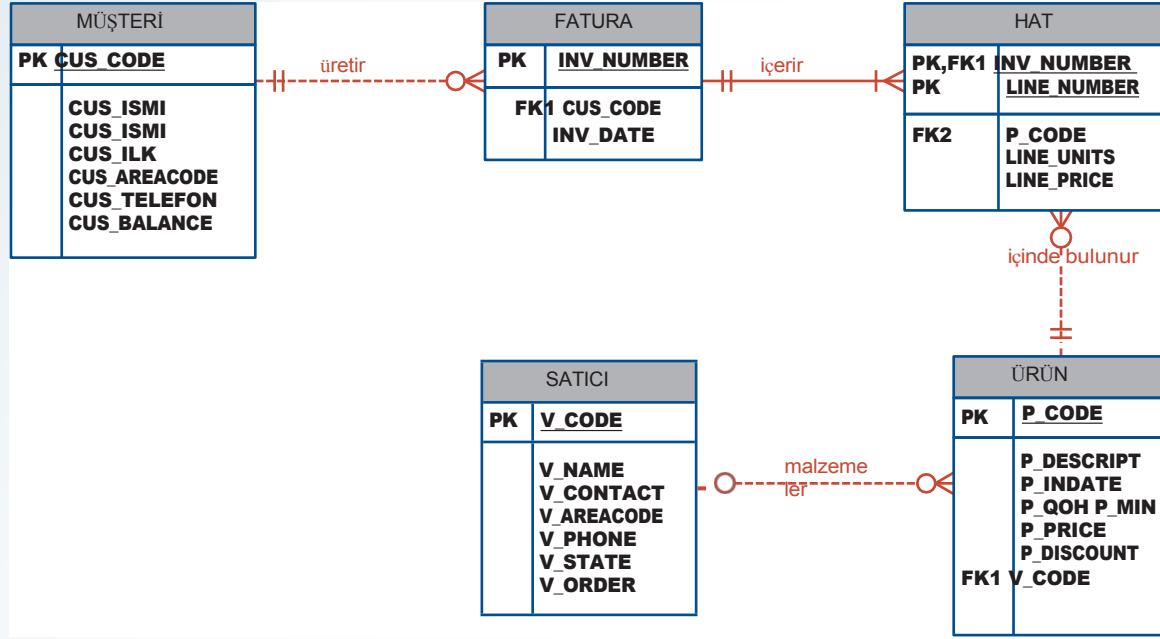 MÜŞTERİ
PK CUS_CODE
CUS_ISMI
CUS_ISMI
CUS_ILK
CUS_AREACODE
CUS_TELEFON
CUS_BALANCE
üretir
FATURA
PK INV_NUMBER
FK1 CUS_CODE
INV_DATE
içerir
HAT
PK,FK1 INV_NUMBER
PK LINE_NUMBER
FK2 P_CODE
LINE_UNITS
LINE_PRICE
içinde bulunur
SATICI
PK V_CODE
V_NAME
V_CONTACT
V_AREACODE
V_PHONE
V_STATE
V_ORDER
malzeme
ler
ÜRÜN
PK P_CODE
P_DESCRIPT
P_INDATE
P_QOH P_MIN
P_PRICE
P_DISCOUNT
FK1 V_CODE